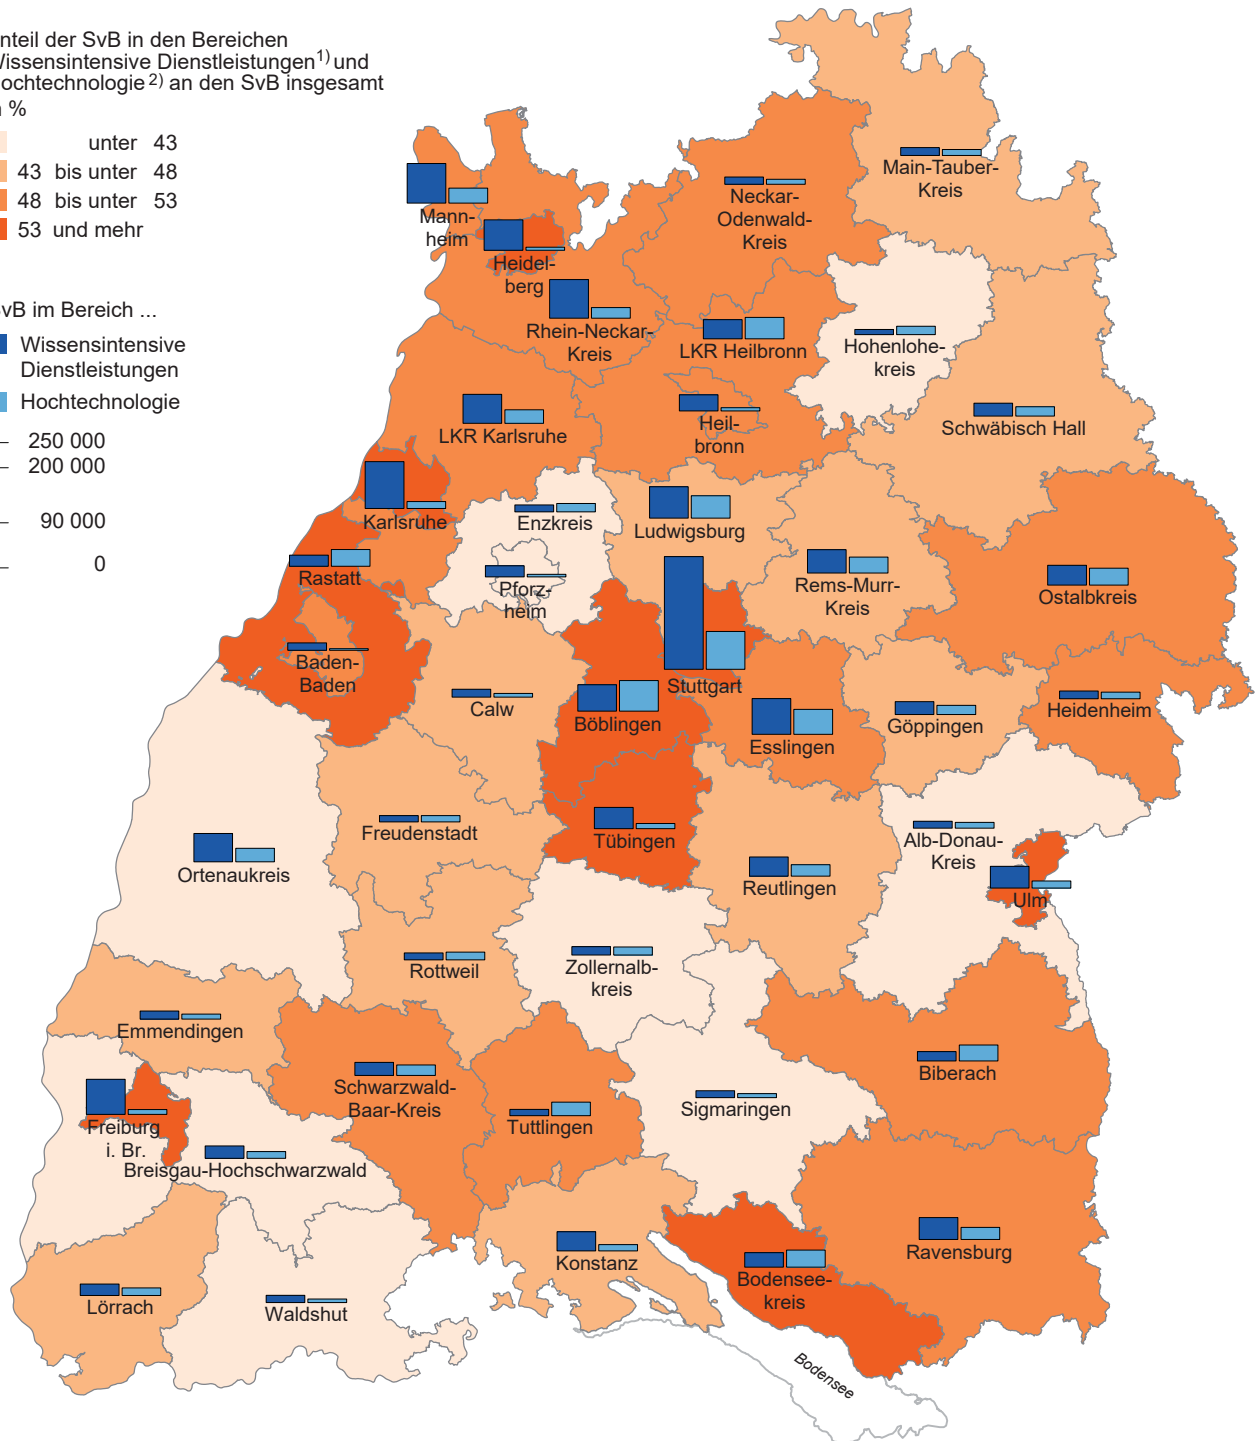 nteil der SvB in den Bereichen
issensintensive Dienstleistungen1) und
ochtechnologie 2) an den SvB insgesamt
%
unter 43
43 bis unter 48
48 bis unter 53
53 und mehr
vB im Bereich ...
Wissensintensive
Dienstleistungen
Hochtechnologie
250 000
200 000
90 000
0
Main-Tauber-
Kreis
Neckar-
Odenwald-
Kreis
Mann-
heim
Heidel-
berg
Rhein-Neckar-
Kreis
LKR Heilbronn
Hohenlohe-
kreis
LKR Karlsruhe
Heil-
bronn
Schwäbisch Hall
Karlsruhe
Enzkreis
Ludwigsburg
Rastatt
Pforz-
heim
Rems-Murr-
Kreis
Ostalbkreis
Baden-
Baden
Calw
Böblingen
Stuttgart
Esslingen
Göppingen
Heidenheim
Freudenstadt
Tübingen
Alb-Donau-
Kreis
Ortenaukreis
Reutlingen
Ulm
Rottweil
Zollernalb-
kreis
Emmendingen
Schwarzwald-
Baar-Kreis
Tuttlingen
Sigmaringen
Biberach
Freiburg
i. Br.
Breisgau-Hochschwarzwald
Konstanz
Ravensburg
Bodensee-
kreis
Lörrach
Waldshut
Bodensee